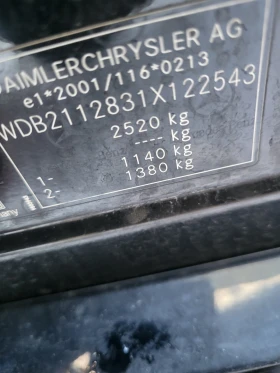 DAIMLERCHRYSLER AG
e1*2001/116*0213
WDB2112831X122543
2520 kg
---- kg
1- 1140 kg
2- 1380 kg